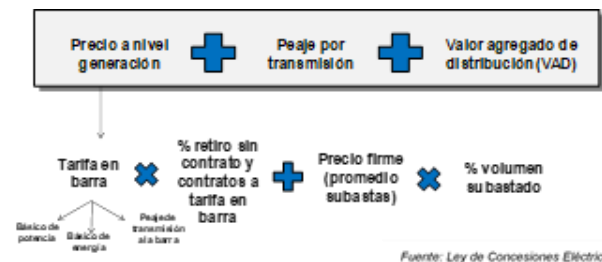 Precio a nivel
generación
Peaje por
transmisión
Valor agregado de
distribución (VAD)
Tarifa en
barra
% retiro sin
contrato y
contratos a
tarifa en
barra
Precio firme
(promedio
subastas)
% volumen
subastado
Básico de
potencia
Básico de
energía
Peaje de
transmisión
a la barra
Fuente: Ley de Concesiones Eléctric